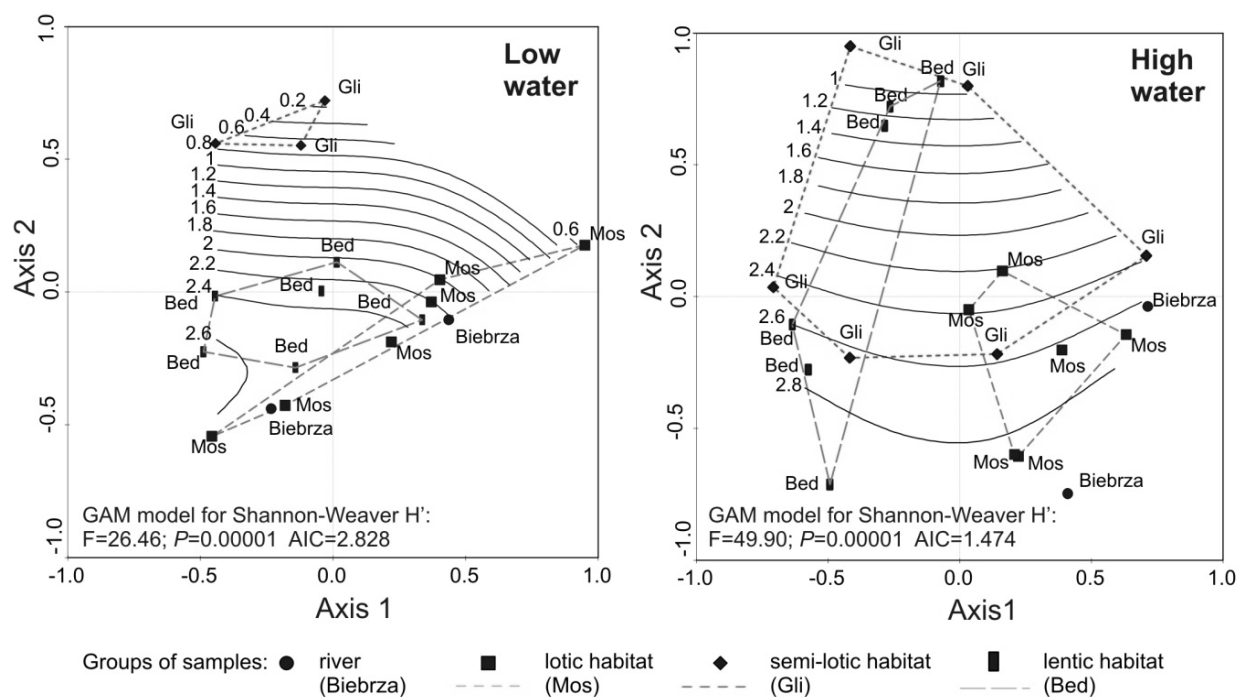 Low
water
1.0
0.5
0.0
-0.5
-1.0
Axis 2
Gli
0.2
0.4
Gli
0.6
0.8
Gli
1
1.2
1.4
1.6
1.8
2
2.2
2.4
2.6
0.6
Mos
Bed
Mos
Bed
Mos
Bed
Bed
Biebrza
Bed
Mos
Bed
Mos
Biebrza
Mos
GAM model for Shannon-Weaver H’:
F=26.46; P=0.00001 AIC=2.828
-1.0 -0.5 0.0 0.5 1.0
Axis 1
High
water
1.0
0.5
0.0
-0.5
-1.0
Axis 2
Gli
Bed
Gli
1
Bed
1.2
Bed
1.4
1.6
1.8
2
2.2
Gli
Mos
2.4
Gli
Biebrza
2.6
Mos
Bed
Gli
Gli
Mos
Mos
Bed
2.8
Mos
Mos
Bed
Biebrza
GAM model for Shannon-Weaver H’:
F=49.90; P=0.00001 AIC=1.474
-1.0 -0.5 0.0 0.5 1.0
Axis1
Groups of samples: river lotic habitat semi-lotic habitat lentic habitat
(Biebrza) (Mos) (Gli) (Bed)